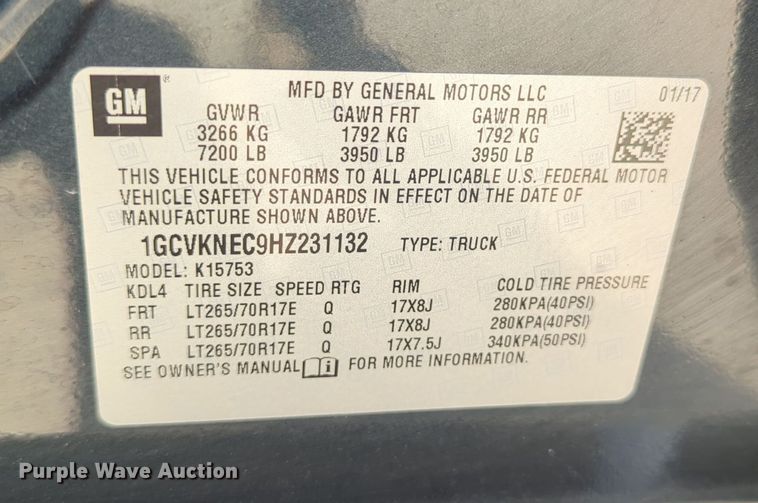 GM ®
MFD BY GENERAL MOTORS LLC 01/17
GVWR GAWR FRT GAWR RR
3266 KG 1792 KG 1792 KG
7200 LB 3950 LB 3950 LB
THIS VEHICLE CONFORMS TO ALL APPLICABLE U.S. FEDERAL MOTOR
VEHICLE SAFETY STANDARDS IN EFFECT ON THE DATE OF
MANUFACTURE SHOWN ABOVE.
1GCVKNEC9HZ231132 TYPE: TRUCK
MODEL: K15753
KDL4 TIRE SIZE SPEED RTG RIM COLD TIRE PRESSURE
FRT LT265/70R17E Q 17X8J 280KPA(40PSI)
RR LT265/70R17E Q 17X8J 280KPA(40PSI)
SPA LT265/70R17E Q 17X7.5J 340KPA(50PSI)
SEE OWNER'S MANUAL i FOR MORE INFORMATION.
Purple Wave Auction